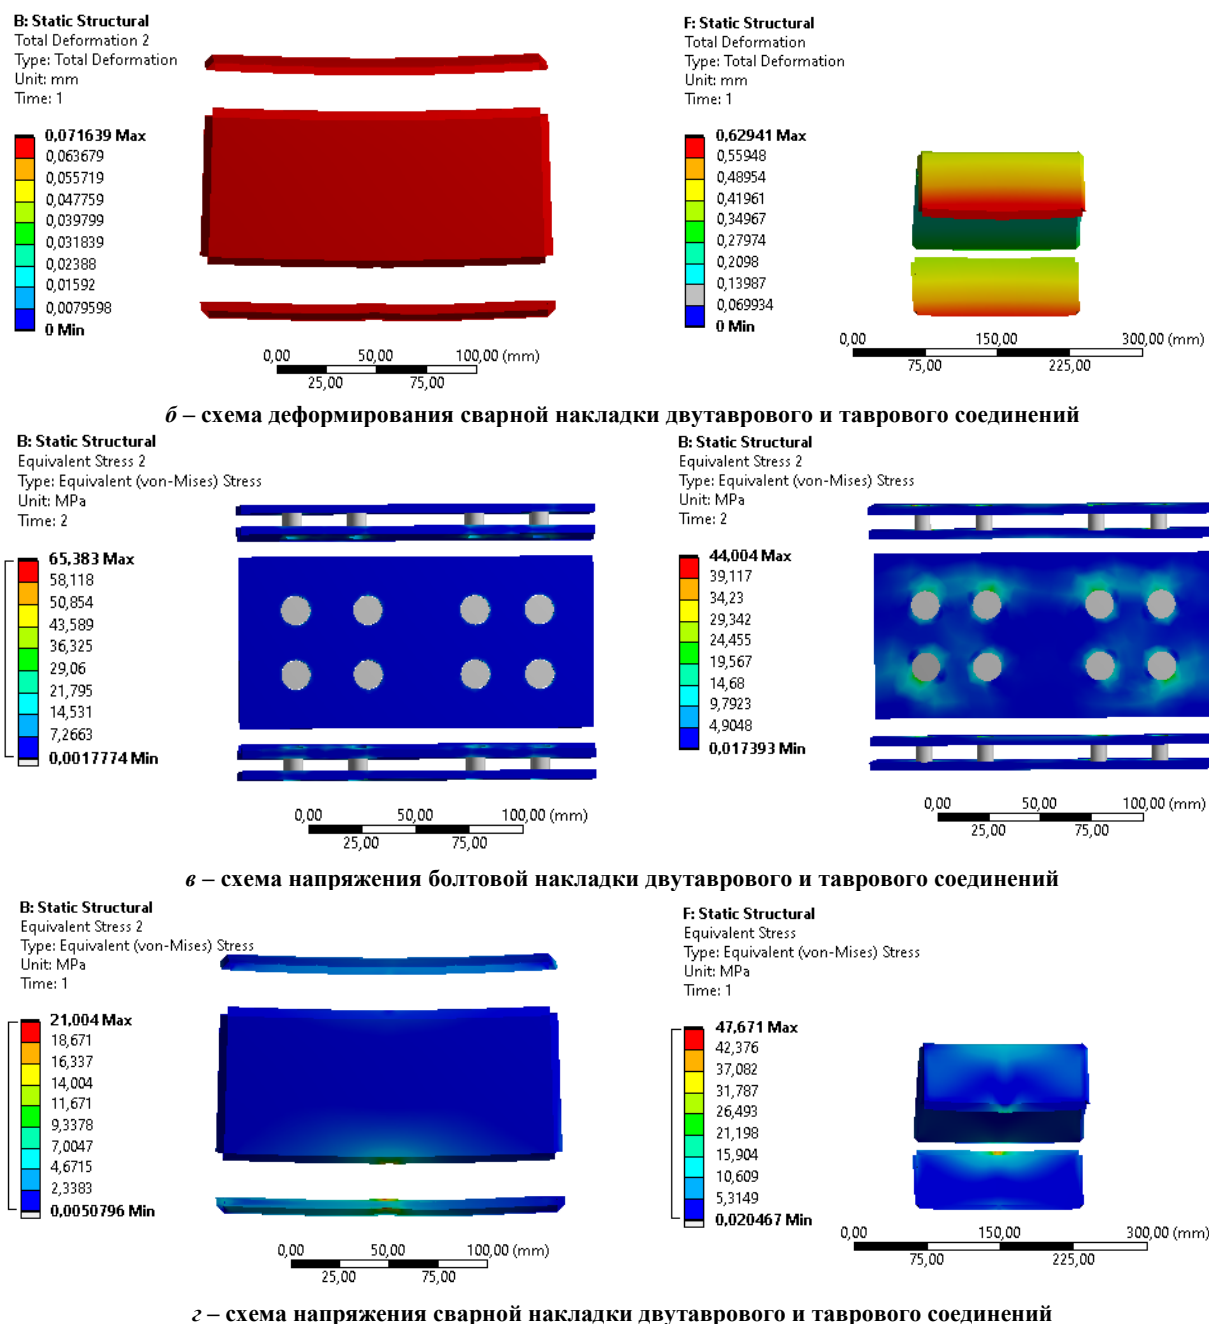 B: Static Structural
Total Deformation 2
Type: Total Deformation
Unit: mm
Time: 1
0,071639 Max
0,063679
0,055719
0,047759
0,039799
0,031839
0,02388
0,01592
0,0079598
0 Min
0,00 50,00 100,00 (mm)
25,00 75,00
F: Static Structural
Total Deformation
Type: Total Deformation
Unit: mm
Time: 1
0,62941 Max
0,55948
0,48954
0,41961
0,34967
0,27974
0,2098
0,13987
0,069934
0 Min
0,00 150,00 300,00 (mm)
75,00 225,00
б – схема деформирования сварной накладки двутаврового и таврового соединений
B: Static Structural
Equivalent Stress 2
Type: Equivalent (von-Mises) Stress
Unit: MPa
Time: 2
65,383 Max
58,118
50,854
43,589
36,325
29,06
21,795
14,531
7,2663
0,0017774 Min
0,00 50,00 100,00 (mm)
25,00 75,00
B: Static Structural
Equivalent Stress 2
Type: Equivalent (von-Mises) Stress
Unit: MPa
Time: 2
44,004 Max
39,117
34,23
29,342
24,455
19,567
14,68
9,7923
4,9048
0,017393 Min
0,00 50,00 100,00 (mm)
25,00 75,00
в – схема напряжения болтовой накладки двутаврового и таврового соединений
B: Static Structural
Equivalent Stress 2
Type: Equivalent (von-Mises) Stress
Unit: MPa
Time: 1
21,004 Max
18,671
16,337
14,004
11,671
9,3378
7,0047
4,6715
2,3383
0,0050796 Min
0,00 50,00 100,00 (mm)
25,00 75,00
F: Static Structural
Equivalent Stress
Type: Equivalent (von-Mises) Stress
Unit: MPa
Time: 1
47,671 Max
42,376
37,082
31,787
26,493
21,198
15,904
10,609
5,3149
0,020467 Min
0,00 150,00 300,00 (mm)
75,00 225,00
г – схема напряжения сварной накладки двутаврового и таврового соединений